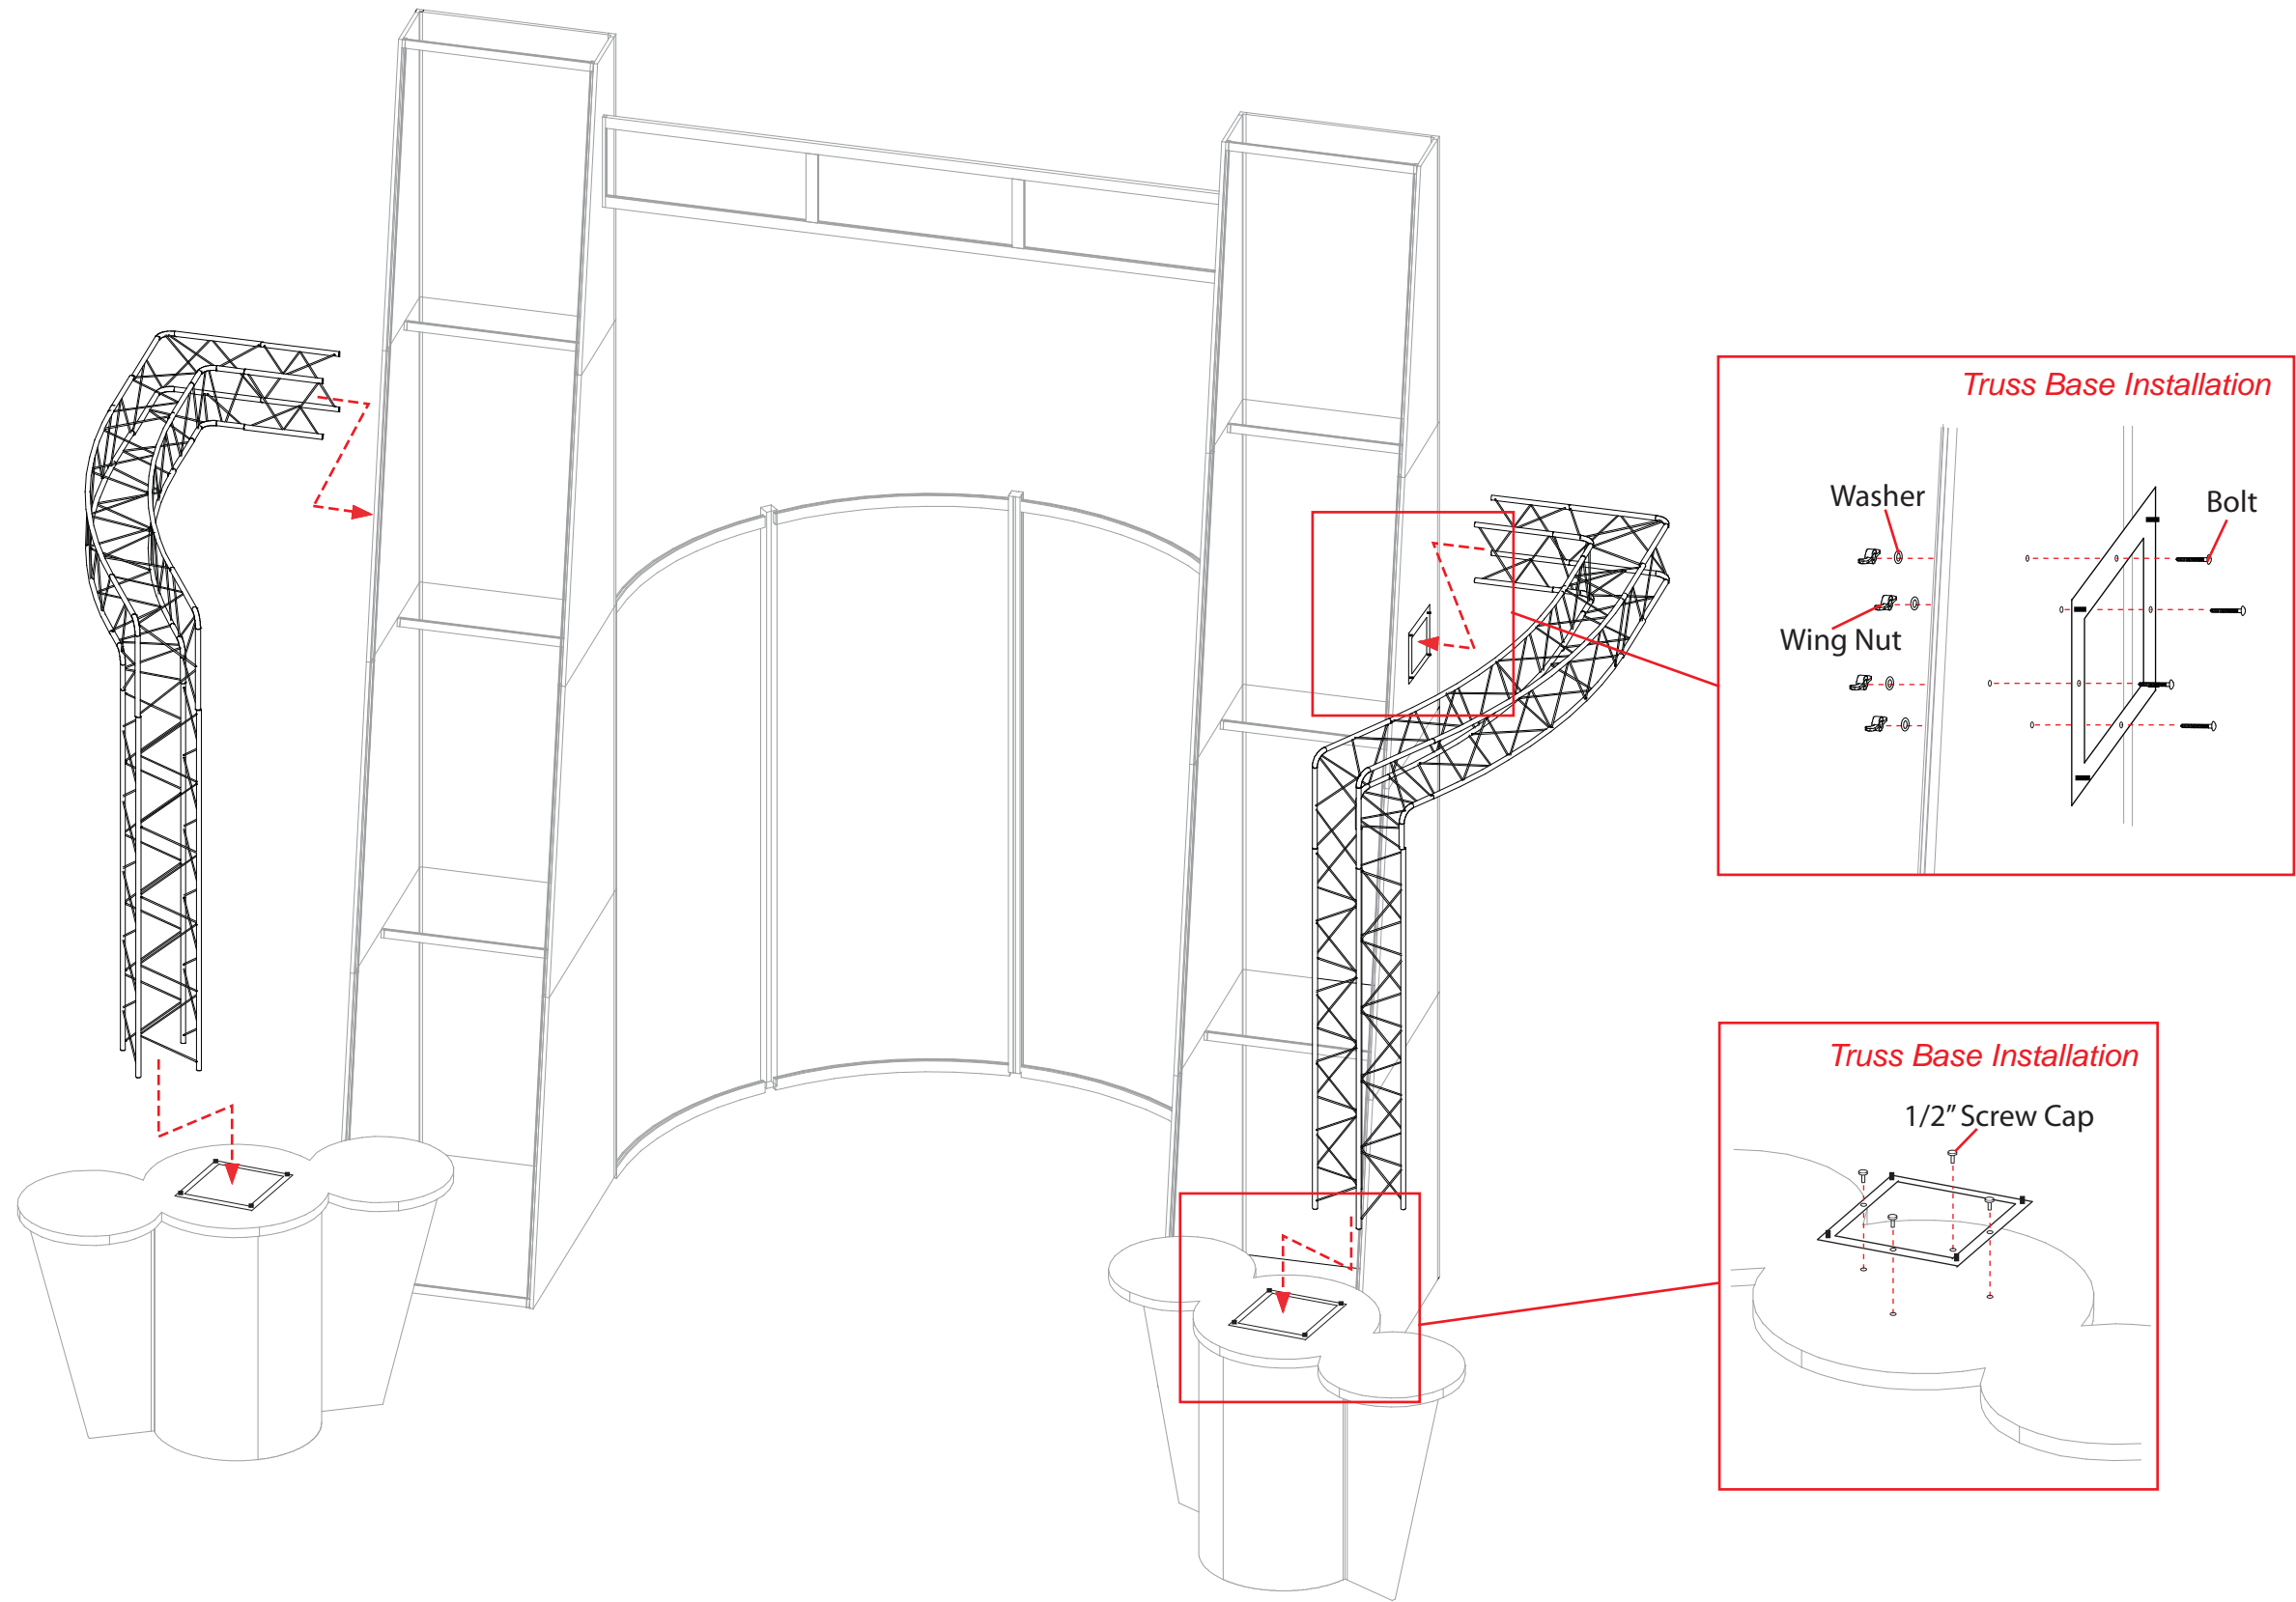 Truss Base Installation
Washer
Bolt
Wing Nut
Truss Base Installation
1/2” Screw Cap